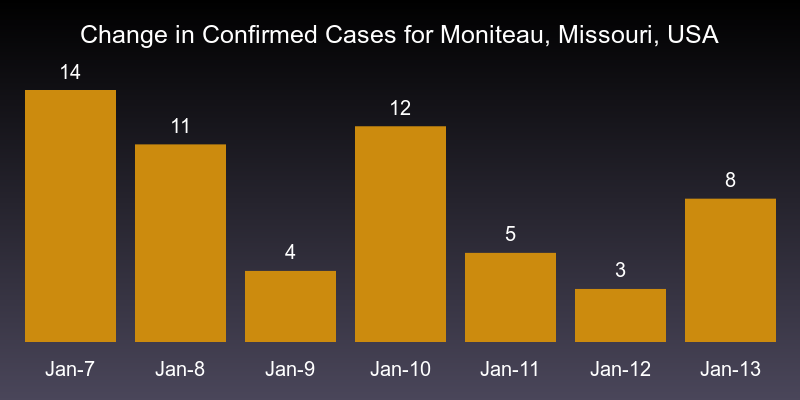 Change in Confirmed Cases for Moniteau, Missouri, USA
14
11
4
12
5
3
8
Jan-7
Jan-8
Jan-9
Jan-10
Jan-11
Jan-12
Jan-13